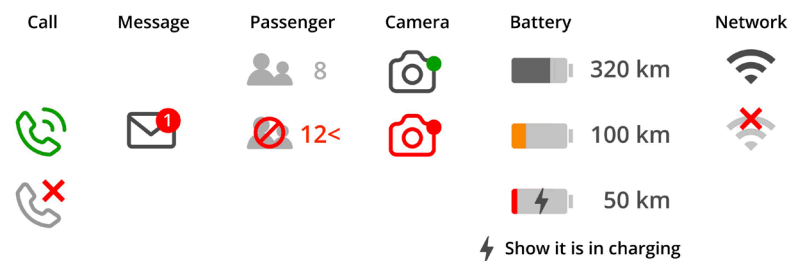 Call Message Passenger Camera Battery Network
8 320 km
1 12< 100 km
50 km
Show it is in charging